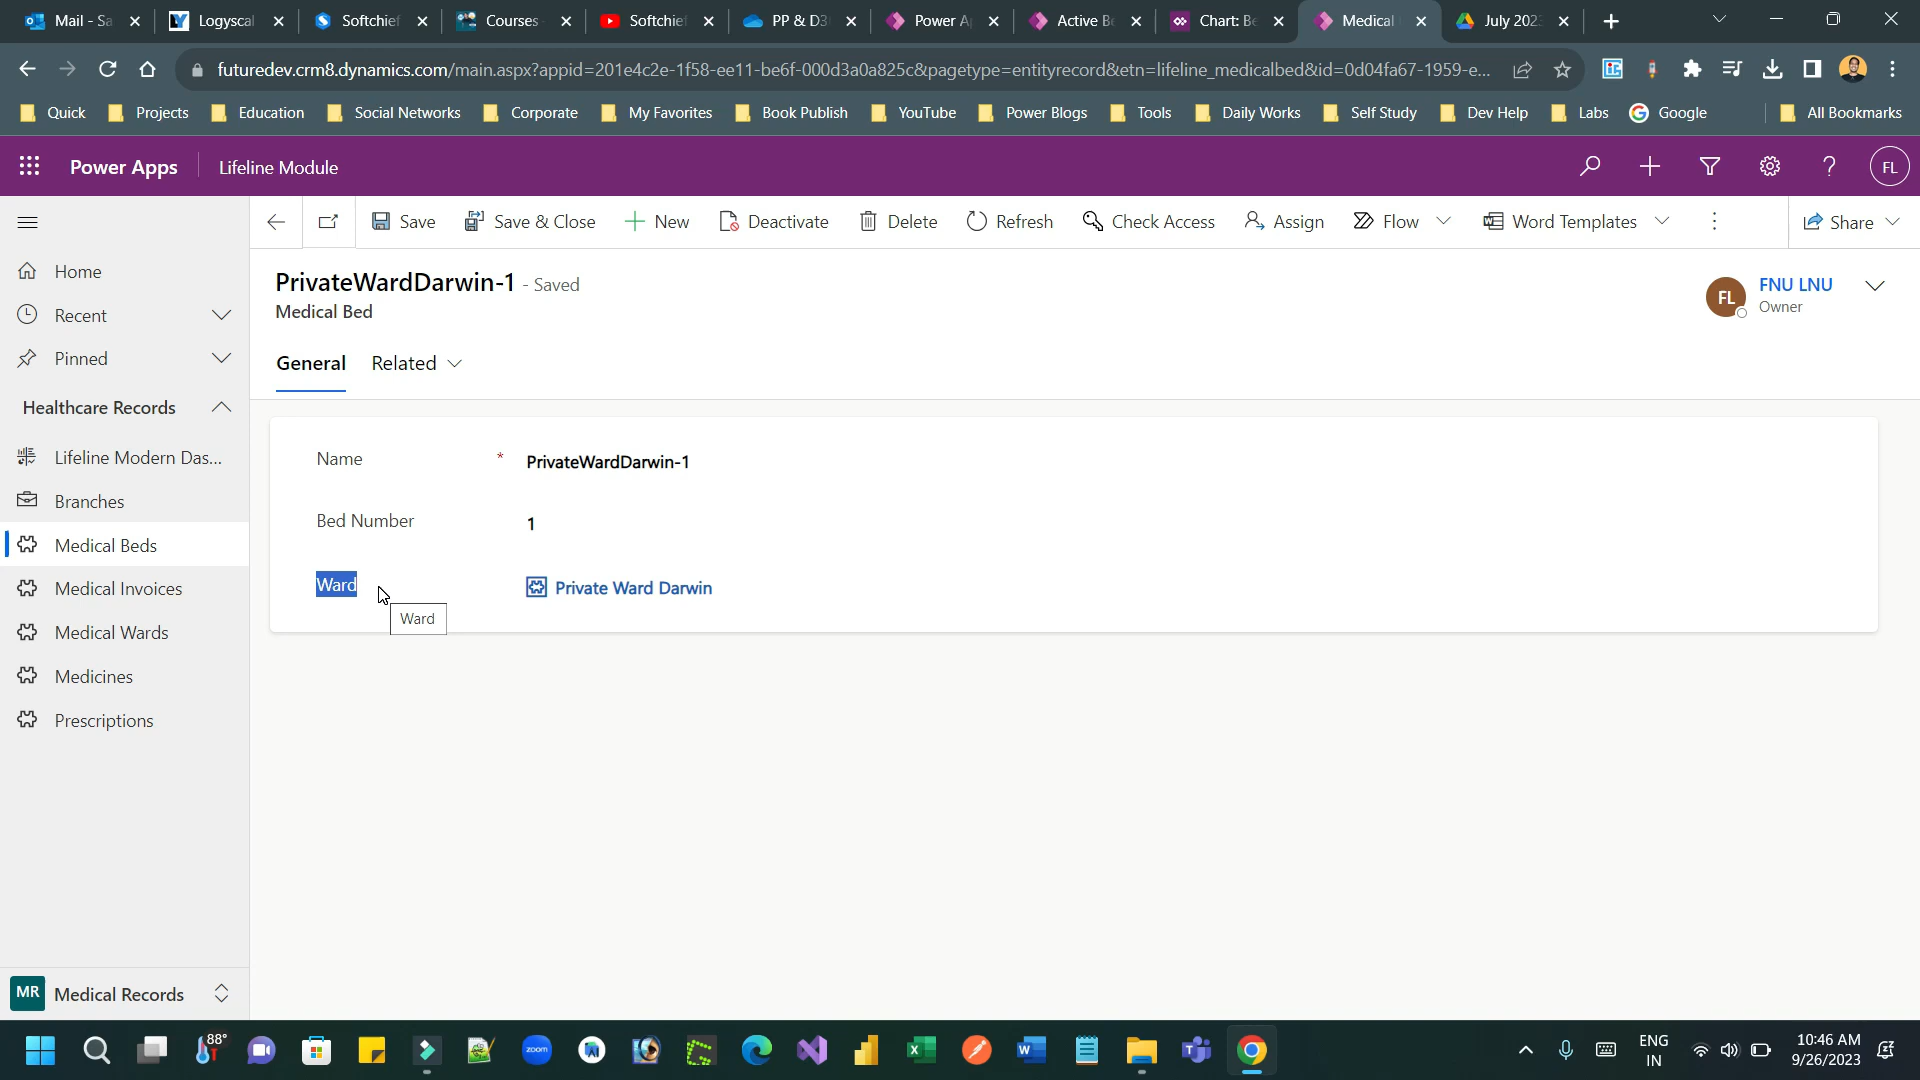 Mail - Sa
Logyscal
Softchief
Courses
Softchief
PP & D3
Power A
Active Be
Chart: Be
Medical
July 2023
futuredev.crm8.dynamics.com/main.aspx?appid=201e4c2e-1f58-ee11-be6f-000d3a0a825c&pagetype=entityrecord&etn=lifeline_medicalbed&id=0d04fa67-1959-e...
Quick
Projects
Education
Social Networks
Corporate
My Favorites
Book Publish
YouTube
Power Blogs
Tools
Daily Works
Self Study
Dev Help
Labs
Google
All Bookmarks
Power Apps
Lifeline Module
FL
Save
Save & Close
New
Deactivate
Delete
Refresh
Check Access
Assign
Flow
Word Templates
Share
Home
Recent
Pinned
Healthcare Records
Lifeline Modern Das...
Branches
Medical Beds
Medical Invoices
Medical Wards
Medicines
Prescriptions
MR Medical Records
PrivateWardDarwin-1 - Saved
Medical Bed
FL
FNU LNU
Owner
General
Related
Name * PrivateWardDarwin-1
Bed Number 1
Ward Private Ward Darwin
Ward
88°
zoom
ENG
IN
10:46 AM
9/26/2023